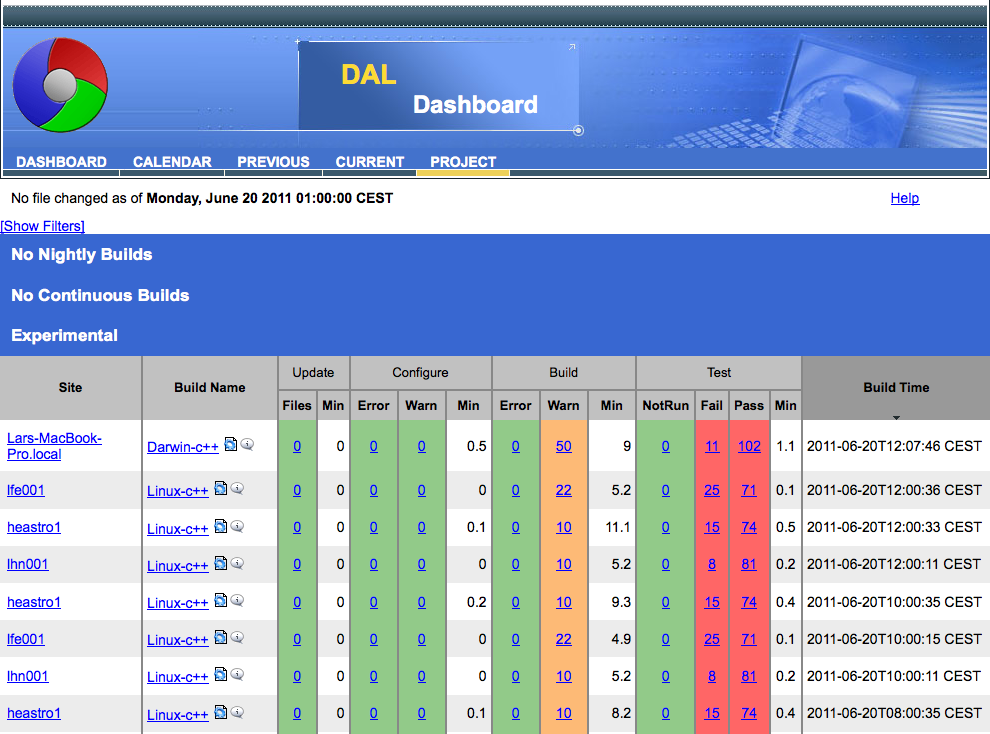 DAL
Dashboard
DASHBOARD CALENDAR PREVIOUS CURRENT PROJECT
No file changed as of Monday, June 20 2011 01:00:00 CEST Help
[Show Filters]
No Nightly Builds
No Continuous Builds
Experimental
Site Build Name Update Configure Build Test Build Time
Files Min Error Warn Min Error Warn Min NotRun Fail Pass Min
Lars-MacBook-
Pro.local Darwin-c++ 0 0 0 0 0.5 0 50 9 0 11 102 1.1 2011-06-20T12:07:46 CEST
lfe001 Linux-c++ 0 0 0 0 0 0 22 5.2 0 25 71 0.1 2011-06-20T12:00:36 CEST
heastro1 Linux-c++ 0 0 0 0 0.1 0 10 11.1 0 15 74 0.5 2011-06-20T12:00:33 CEST
lhn001 Linux-c++ 0 0 0 0 0 0 10 5.2 0 8 81 0.2 2011-06-20T12:00:11 CEST
heastro1 Linux-c++ 0 0 0 0 0.2 0 10 9.3 0 15 74 0.4 2011-06-20T10:00:35 CEST
lfe001 Linux-c++ 0 0 0 0 0 0 22 4.9 0 25 71 0.1 2011-06-20T10:00:15 CEST
lhn001 Linux-c++ 0 0 0 0 0 0 10 5.2 0 8 81 0.2 2011-06-20T10:00:11 CEST
heastro1 Linux-c++ 0 0 0 0 0.1 0 10 8.2 0 15 74 0.4 2011-06-20T08:00:35 CEST